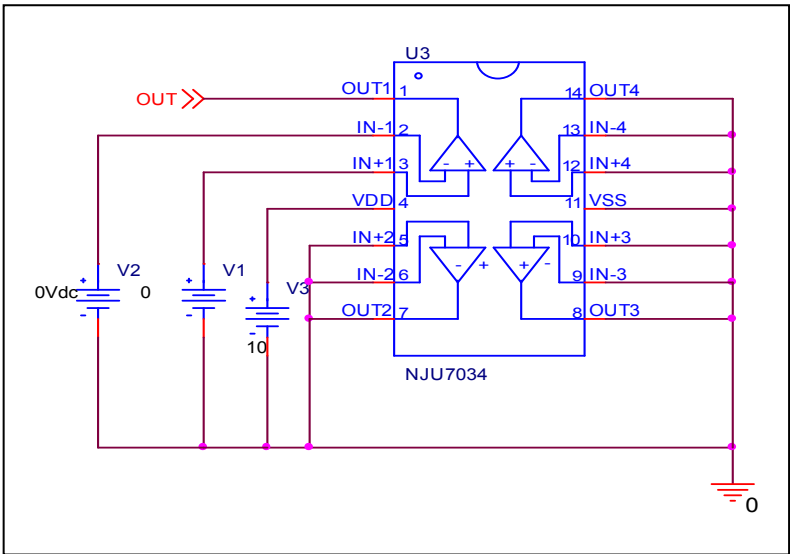 U3
OUT
OUT1 1
14 OUT4
IN-1 2
13 IN-4
IN+1 3
12 IN+4
VDD 4
11 VSS
IN+2 5
10 IN+3
IN-2 6
9 IN-3
OUT2 7
8 OUT3
- +
+ -
- +
+ -
+ V2
0Vdc
-
+ V1
0
-
+ V3
-
10
NJU7034
0